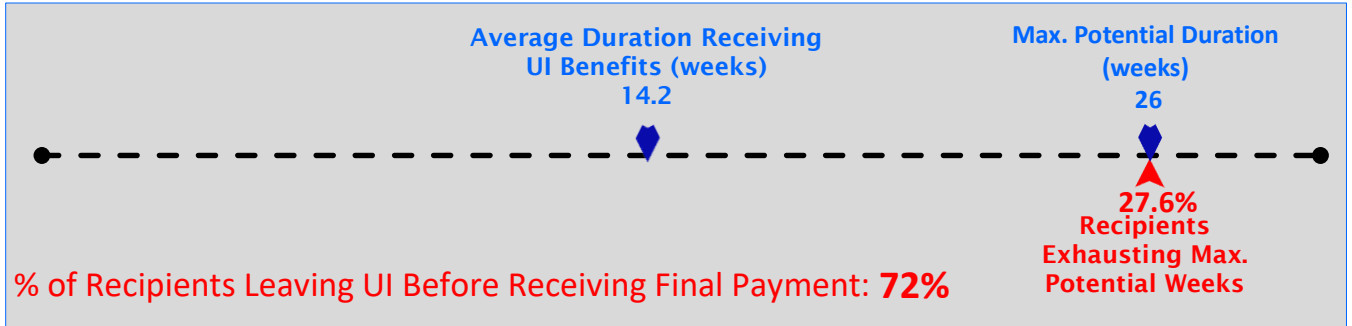 Average Duration Receiving
UI Benefits (weeks)
14.2
Max. Potential Duration
(weeks)
26
27.6%
Recipients
Exhausting Max.
Potential Weeks
% of Recipients Leaving UI Before Receiving Final Payment: 72%